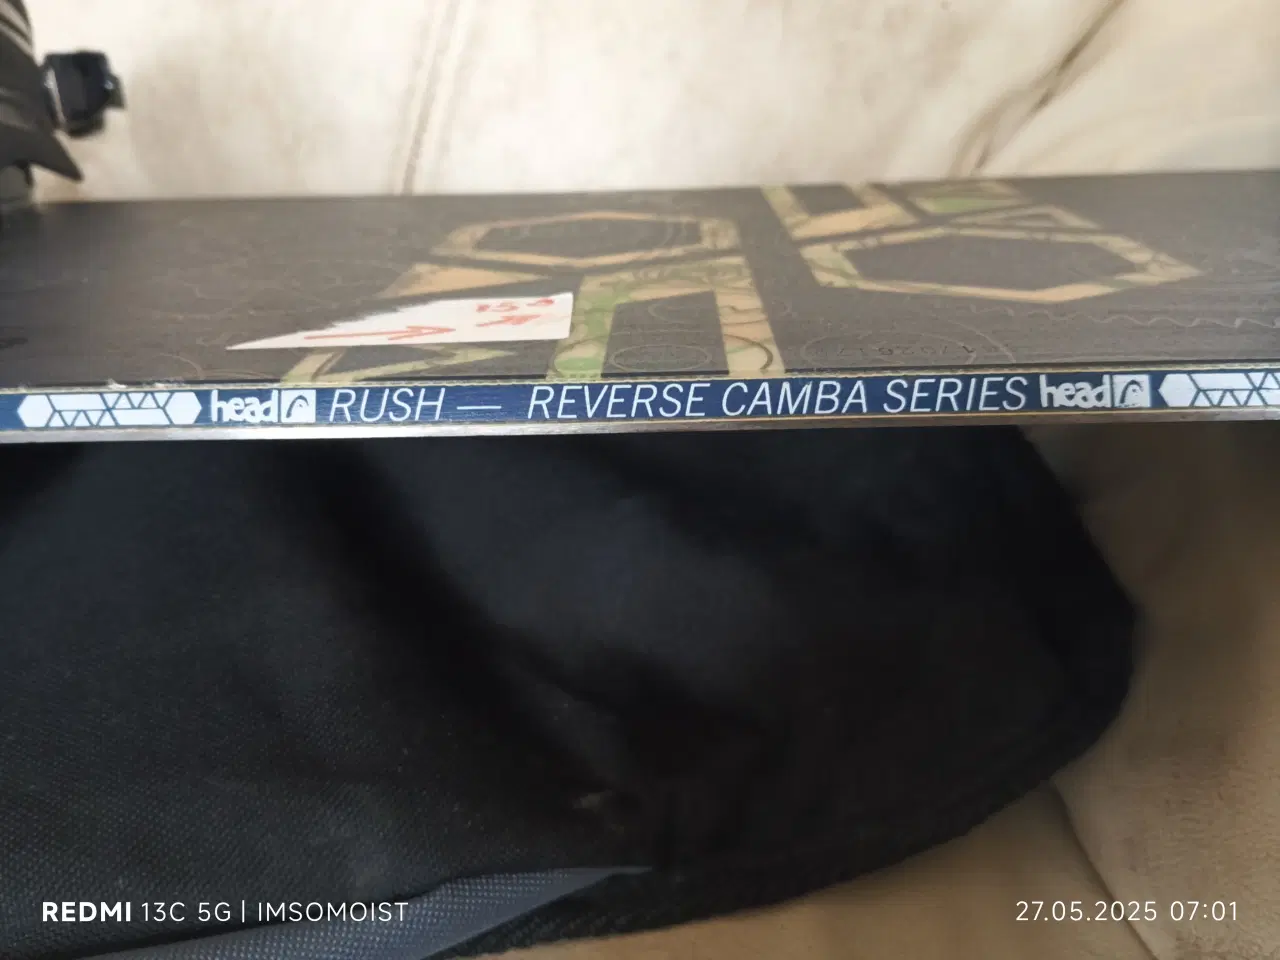 head RUSH — REVERSE CAMBA SERIES head
REDMI 13C 5G | IMSOMOIST
27.05.2025 07:01